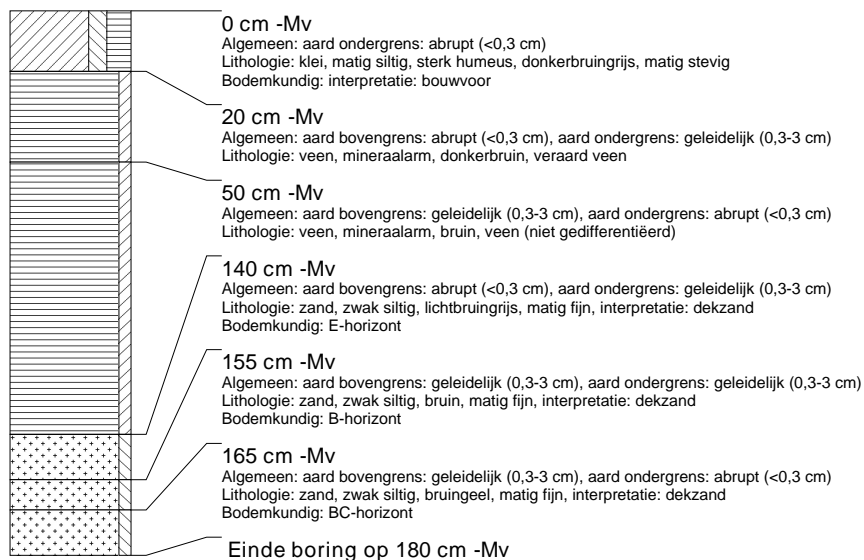 0 cm -Mv
Algemeen: aard ondergrens: abrupt (<0,3 cm)
Lithologie: klei, matig siltig, sterk humeus, donkerbruingrijs, matig stevig
Bodemkundig: interpretatie: bouwvoor
20 cm -Mv
Algemeen: aard bovengrens: abrupt (<0,3 cm), aard ondergrens: geleidelijk (0,3-3 cm)
Lithologie: veen, mineraalarm, donkerbruin, veraard veen
50 cm -Mv
Algemeen: aard bovengrens: geleidelijk (0,3-3 cm), aard ondergrens: abrupt (<0,3 cm)
Lithologie: veen, mineraalarm, bruin, veen (niet gedifferentiëerd)
140 cm -Mv
Algemeen: aard bovengrens: abrupt (<0,3 cm), aard ondergrens: geleidelijk (0,3-3 cm)
Lithologie: zand, zwak siltig, lichtbruingrijs, matig fijn, interpretatie: dekzand
Bodemkundig: E-horizont
155 cm -Mv
Algemeen: aard bovengrens: geleidelijk (0,3-3 cm), aard ondergrens: geleidelijk (0,3-3 cm)
Lithologie: zand, zwak siltig, bruin, matig fijn, interpretatie: dekzand
Bodemkundig: B-horizont
165 cm -Mv
Algemeen: aard bovengrens: geleidelijk (0,3-3 cm), aard ondergrens: abrupt (<0,3 cm)
Lithologie: zand, zwak siltig, bruingeel, matig fijn, interpretatie: dekzand
Bodemkundig: BC-horizont
Einde boring op 180 cm -Mv